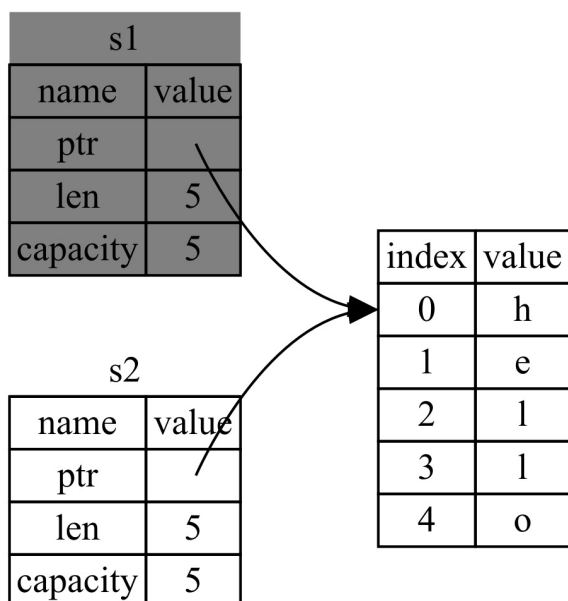 s1
name value
ptr
len 5
capacity 5
index value
0 h
1 e
2 l
3 l
4 o
s2
name value
ptr
len 5
capacity 5